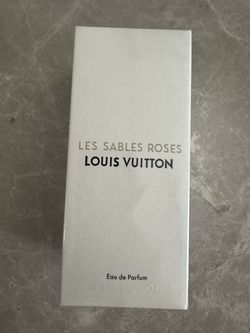 LES SABLES ROSES
LOUIS VUITTON
Eau de Parfum